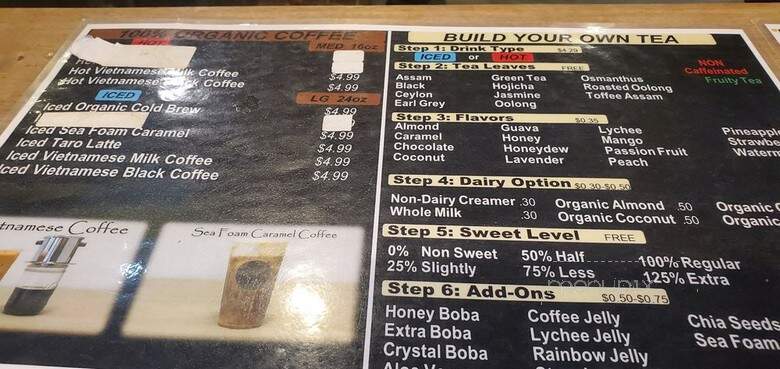 100% ORGANIC COFFEE
HOT
MED 16oz
Hot Vietnamese Milk Coffee $4.99
Hot Vietnamese Black Coffee $4.99
ICED
LG 24oz
Iced Organic Cold Brew $4.99
Iced Sea Foam Caramel $4.99
Iced Taro Latte $4.99
Iced Vietnamese Milk Coffee $4.99
Iced Vietnamese Black Coffee $4.99
tnamese Coffee
Sea Foam Caramel Coffee
BUILD YOUR OWN TEA
Step 1: Drink Type $4.29
ICED or HOT
Step 2: Tea Leaves FREE
Assam Green Tea Osmanthus
Black Hojicha Roasted Oolong
Ceylon Jasmine Toffee Assam
Earl Grey Oolong
NON
Caffeinated
Fruity Tea
Step 3: Flavors $0.35
Almond Guava Lychee Pineapp
Caramel Honey Mango Strawbe
Chocolate Honeydew Passion Fruit Waterm
Coconut Lavender Peach
Step 4: Dairy Option $0.30-$0.50
Non-Dairy Creamer .30 Organic Almond .50 Organic
Whole Milk .30 Organic Coconut .50 Organic
Step 5: Sweet Level FREE
0% Non Sweet 50% Half 100% Regular
25% Slightly 75% Less 125% Extra
Step 6: Add-Ons $0.50-$0.75
Honey Boba Coffee Jelly Chia Seeds
Extra Boba Lychee Jelly Sea Foam
Crystal Boba Rainbow Jelly